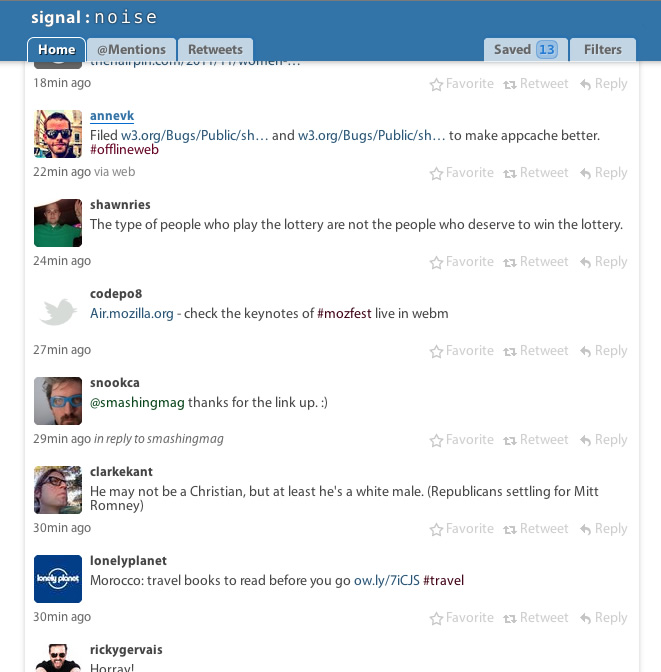 signal : noise
Home @Mentions Retweets Saved 13 Filters
thehairpin.com/2011/11/women-…
18min ago Favorite Retweet Reply
annevk
Filed w3.org/Bugs/Public/sh… and w3.org/Bugs/Public/sh… to make appcache better.
#offlineweb
22min ago via web Favorite Retweet Reply
shawnries
The type of people who play the lottery are not the people who deserve to win the lottery.
24min ago Favorite Retweet Reply
codepo8
Air.mozilla.org - check the keynotes of #mozfest live in webm
27min ago Favorite Retweet Reply
snookca
@smashingmag thanks for the link up. :)
29min ago in reply to smashingmag Favorite Retweet Reply
clarkekant
He may not be a Christian, but at least he's a white male. (Republicans settling for Mitt
Romney)
30min ago Favorite Retweet Reply
lonelyplanet
lonely planet
Morocco: travel books to read before you go ow.ly/7iCJS #travel
30min ago Favorite Retweet Reply
rickygervais
Horray!